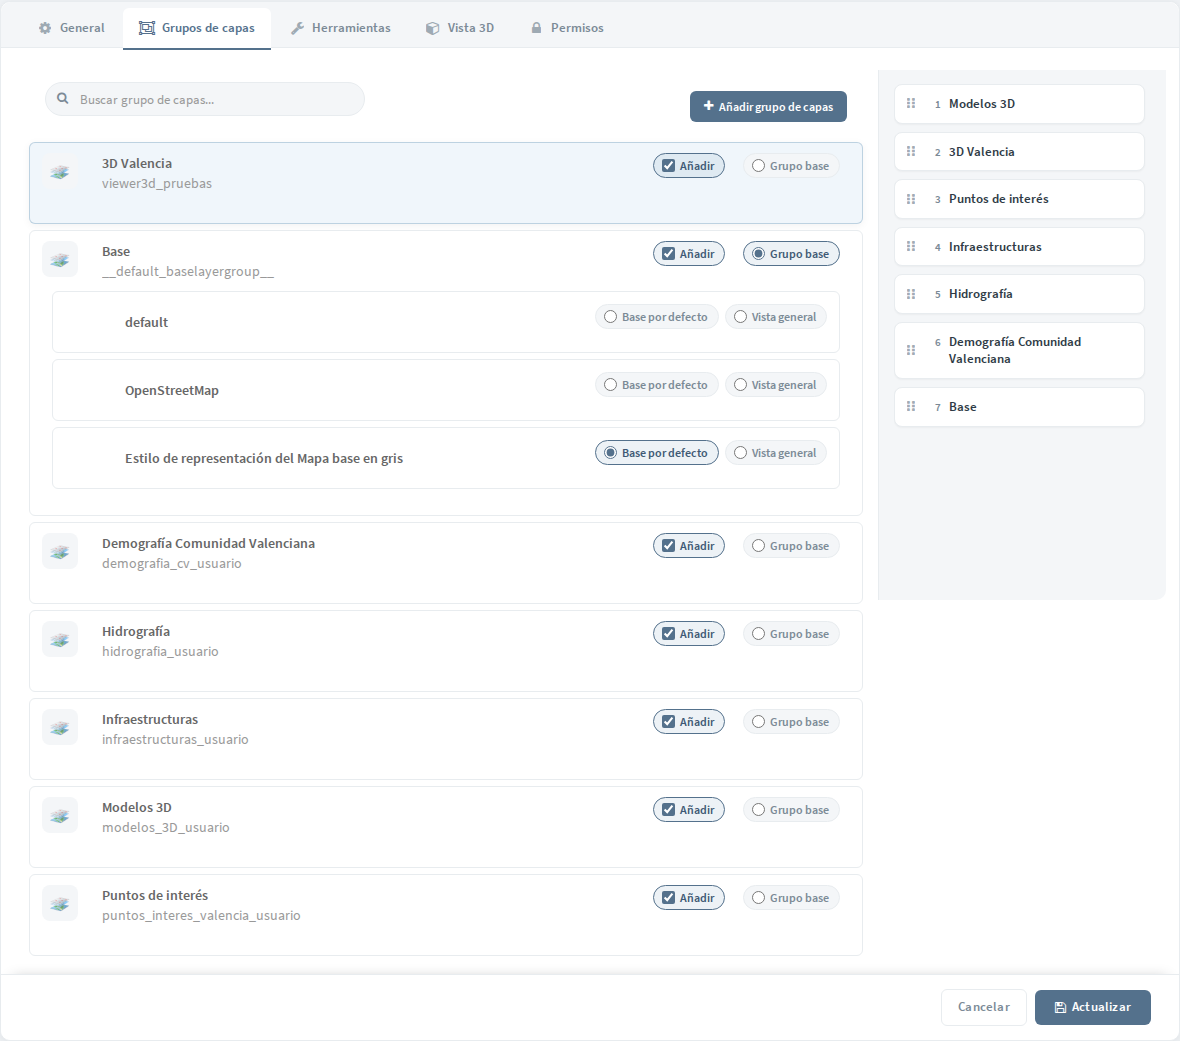 General
Grupos de capas
Herramientas
Vista 3D
Permisos
Buscar grupo de capas...
Añadir grupo de capas
3D Valencia
Añadir
Grupo base
viewer3d_pruebas
Base
Añadir
Grupo base
__default_baselayergroup__
default
Base por defecto
Vista general
OpenStreetMap
Base por defecto
Vista general
Estilo de representación del Mapa base en gris
Base por defecto
Vista general
Demografía Comunidad Valenciana
Añadir
Grupo base
demografia_cv_usuario
Hidrografía
Añadir
Grupo base
hidrografia_usuario
Infraestructuras
Añadir
Grupo base
infraestructuras_usuario
Modelos 3D
Añadir
Grupo base
modelos_3D_usuario
Puntos de interés
Añadir
Grupo base
puntos_interes_valencia_usuario
1 Modelos 3D
2 3D Valencia
3 Puntos de interés
4 Infraestructuras
5 Hidrografía
6 Demografía Comunidad
Valenciana
7 Base
Cancelar
Actualizar